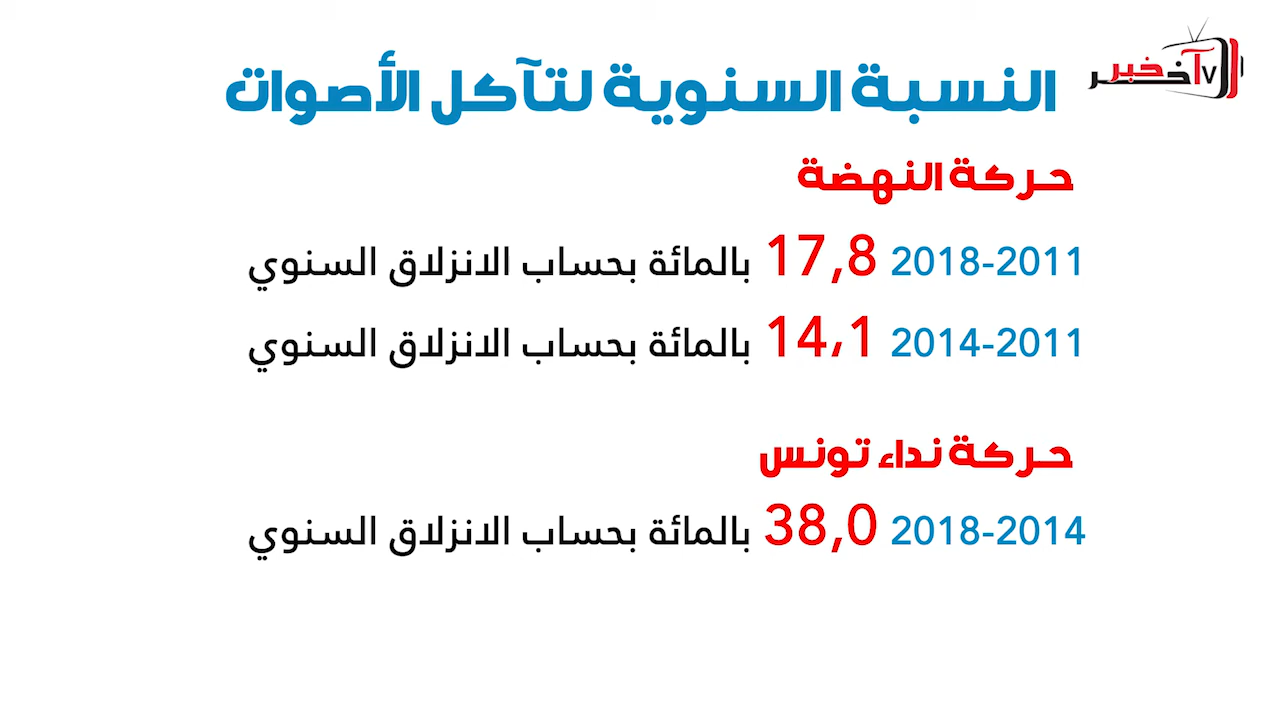 آخر خبر TV
النسبة السنوية لتآكل الأصوات
حركة النهضة
2018-2011 17,8 بالمائة بحساب الانزلاق السنوي
2014-2011 14،1 بالمائة بحساب الانزلاق السنوي
حركة نداء تونس
2018-2014 38,0 بالمائة بحساب الانزلاق السنوي